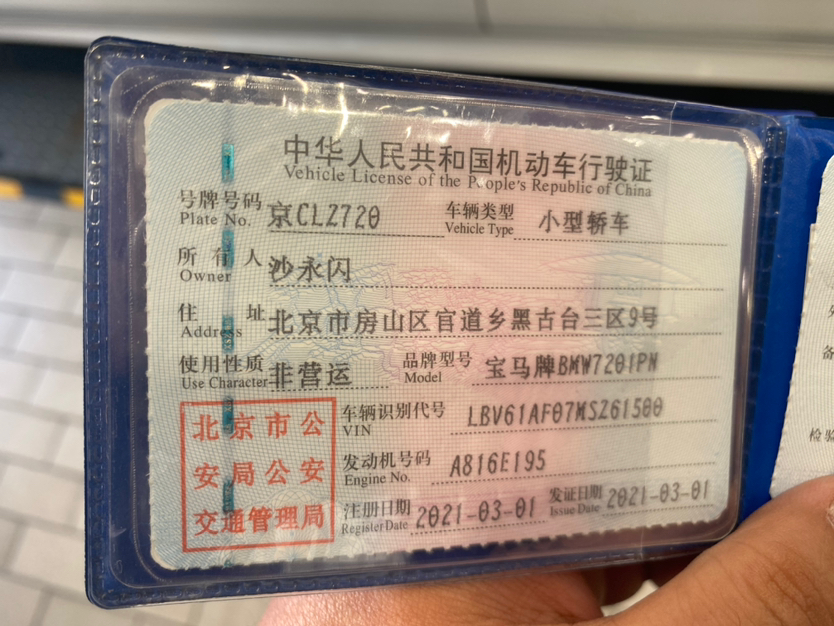 中华人民共和国机动车行驶证
Vehicle License of the People's Republic of China
号牌号码 京CLZ720 车辆类型 小型轿车
Plate No. Vehicle Type
所有人 沙永闪
Owner
住址 北京市房山区官道乡黑古台三区9号
Address
使用性质 非营运 品牌型号 宝马牌BMW7201PN
Use Character Model
北京市公
安局公安
交通管理局
车辆识别代号 LBV61AF07MSZ61500
VIN
发动机号码 A816E195
Engine No.
注册日期 2021-03-01 发证日期 2021-03-01
Register Date Issue Date